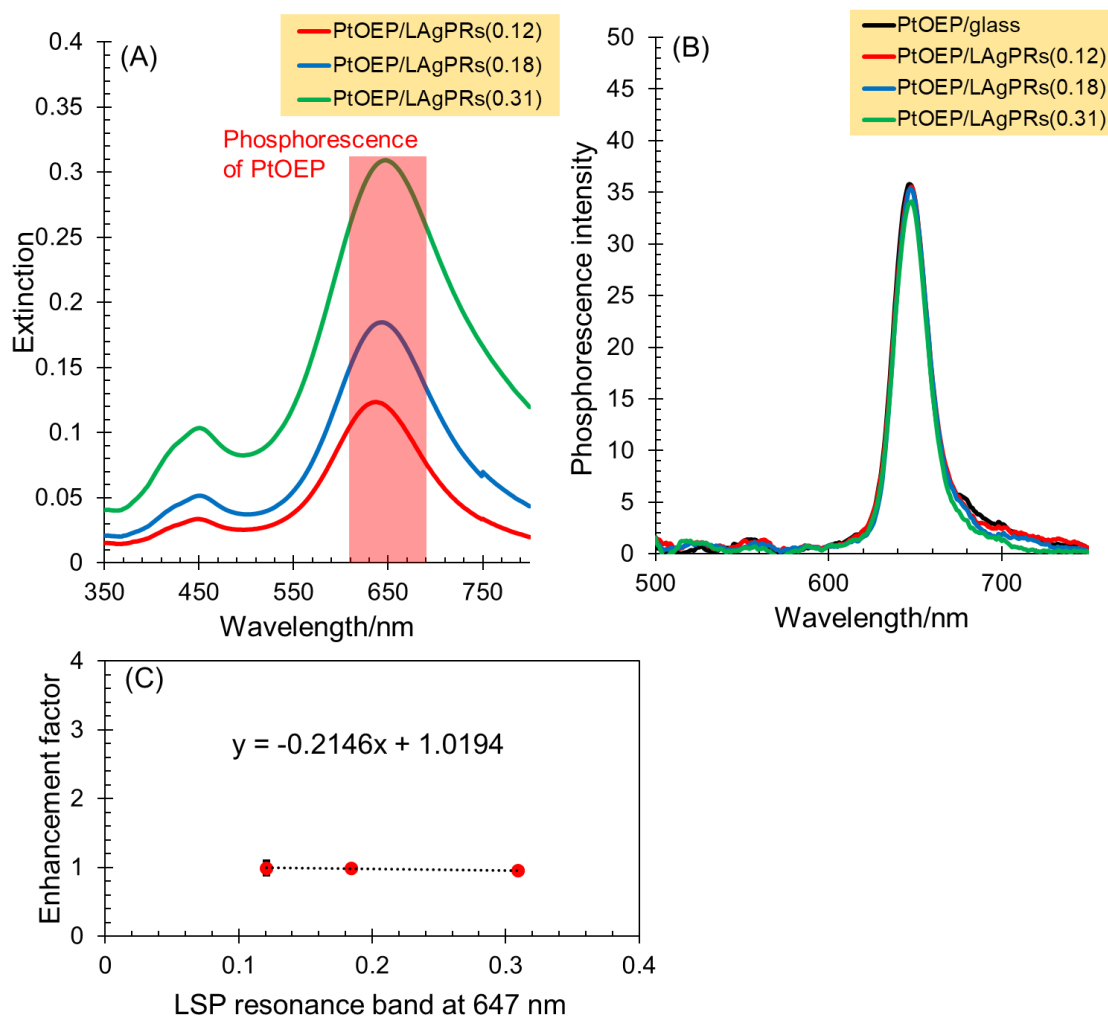 (A)
PtOEP/LAgPRs(0.12)
PtOEP/LAgPRs(0.18)
PtOEP/LAgPRs(0.31)
Phosphorescence
of PtOEP
0.4
0.35
0.3
0.25
0.2
0.15
0.1
0.05
0
Extinction
350
450
550
650
750
Wavelength/nm
(B)
PtOEP/glass
PtOEP/LAgPRs(0.12)
PtOEP/LAgPRs(0.18)
PtOEP/LAgPRs(0.31)
50
45
40
35
30
25
20
15
10
5
0
Phosphorescence intensity
500
600
700
Wavelength/nm
(C)
y = -0.2146x + 1.0194
4
3
2
1
0
Enhancement factor
0
0.1
0.2
0.3
0.4
LSP resonance band at 647 nm